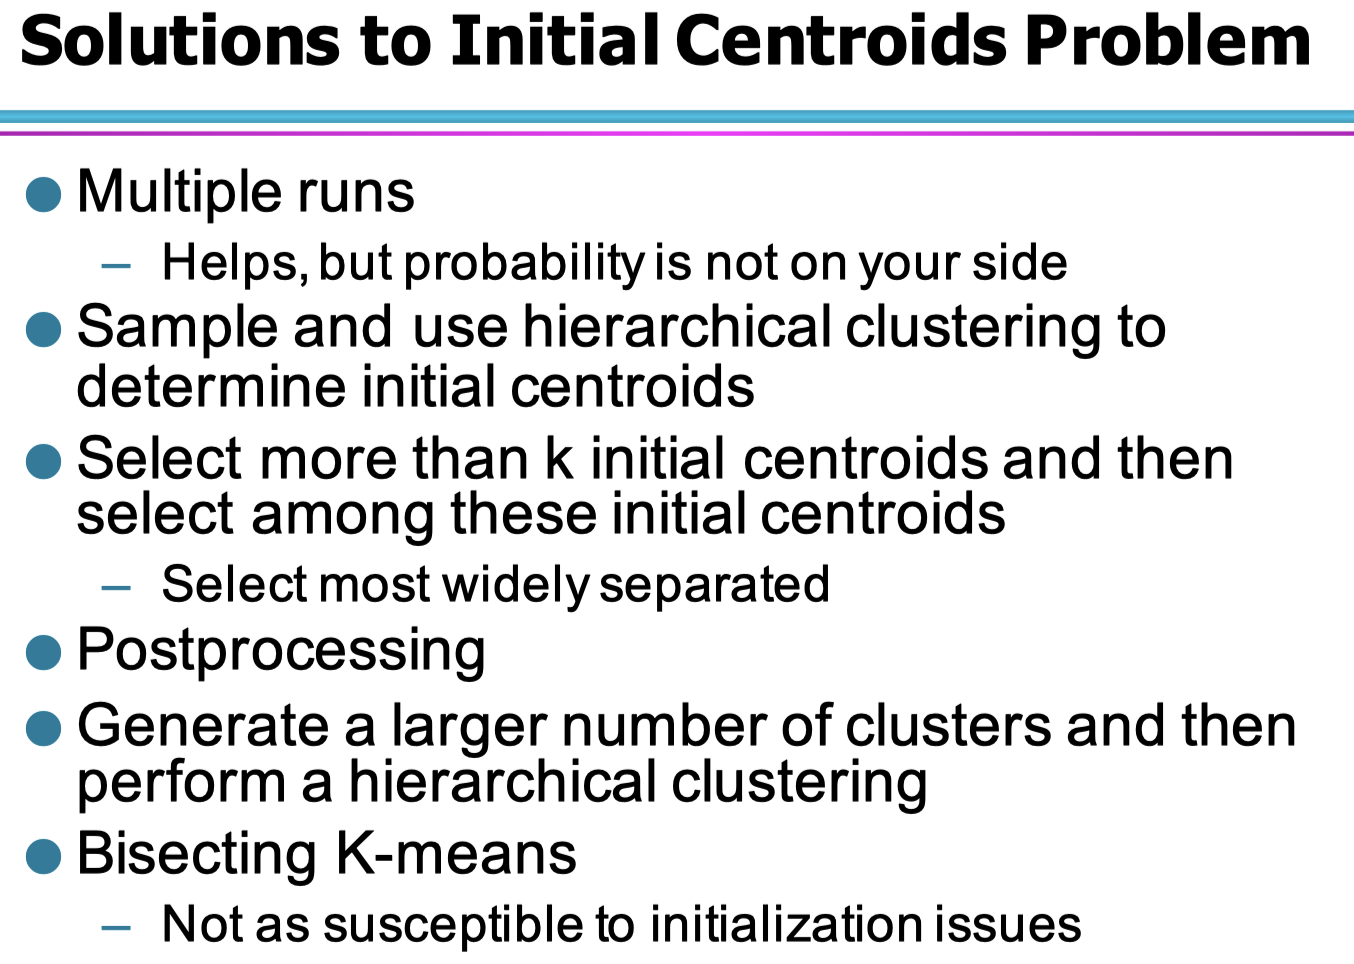 Solutions to Initial Centroids Problem
Multiple runs
– Helps, but probability is not on your side
Sample and use hierarchical clustering to
determine initial centroids
Select more than k initial centroids and then
select among these initial centroids
– Select most widely separated
Postprocessing
Generate a larger number of clusters and then
perform a hierarchical clustering
Bisecting K-means
– Not as susceptible to initialization issues